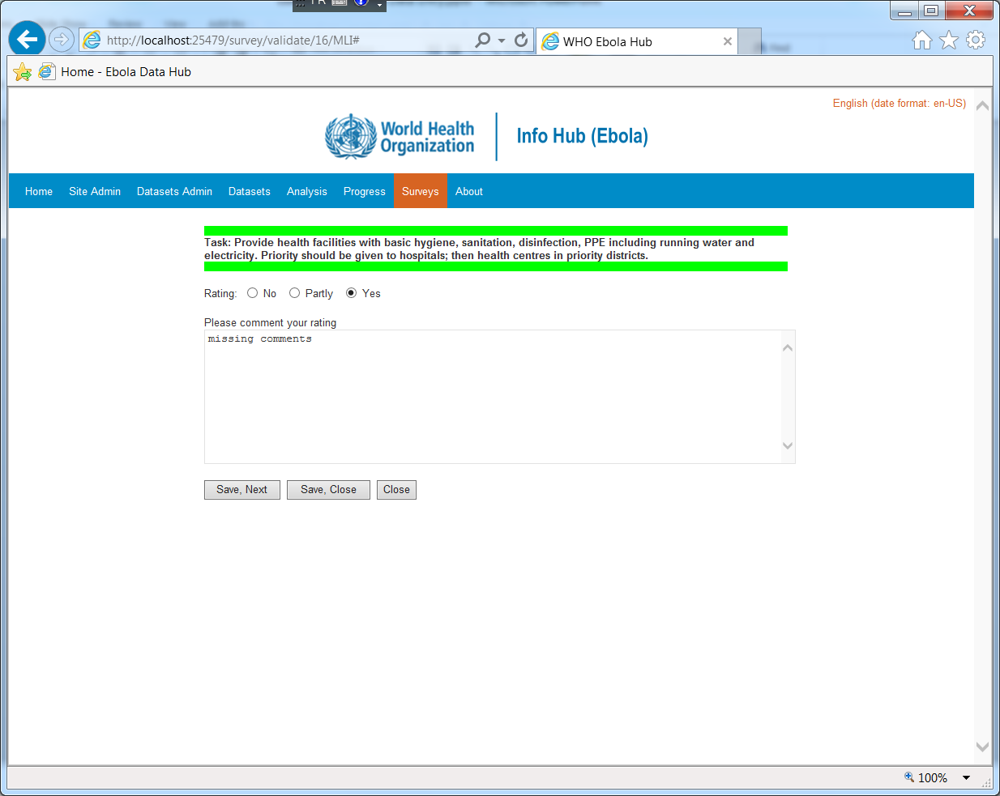 http://localhost:25479/survey/validate/16/MLI#
WHO Ebola Hub
Home - Ebola Data Hub
English (date format: en-US)
World Health
Organization
Info Hub (Ebola)
Home Site Admin Datasets Admin Datasets Analysis Progress Surveys About
Task: Provide health facilities with basic hygiene, sanitation, disinfection, PPE including running water and
electricity. Priority should be given to hospitals; then health centres in priority districts.
Rating: No Partly Yes
Please comment your rating
missing comments
Save, Next Save, Close Close
100%